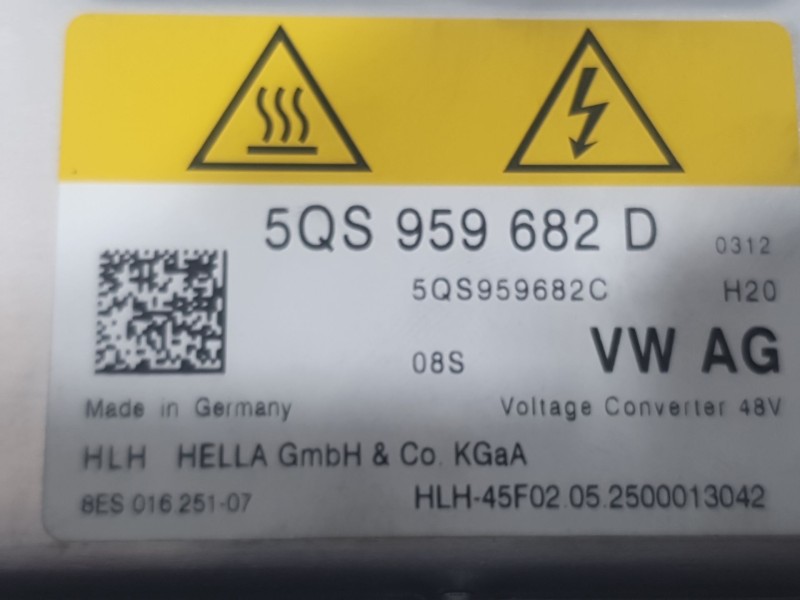 5QS 959 682 D 0312
5QS959682C H20
08S VW AG
Made in Germany Voltage Converter 48V
HLH HELLA GmbH & Co. KGaA
8ES 016 251-07 HLH-45F02.05.2500013042